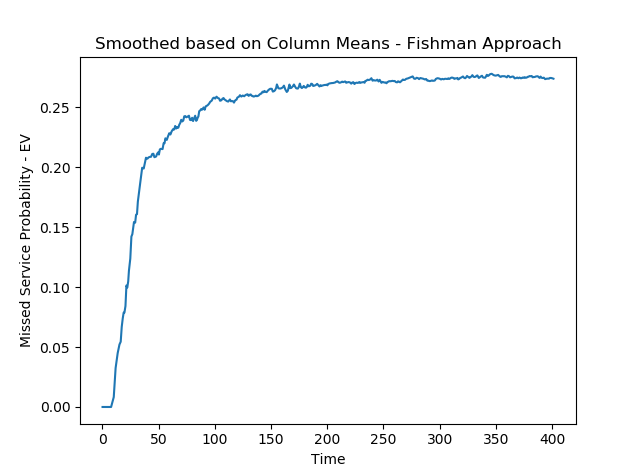 Smoothed based on Column Means - Fishman Approach
Missed Service Probability - EV
0.25
0.20
0.15
0.10
0.05
0.00
0 50 100 150 200 250 300 350 400
Time